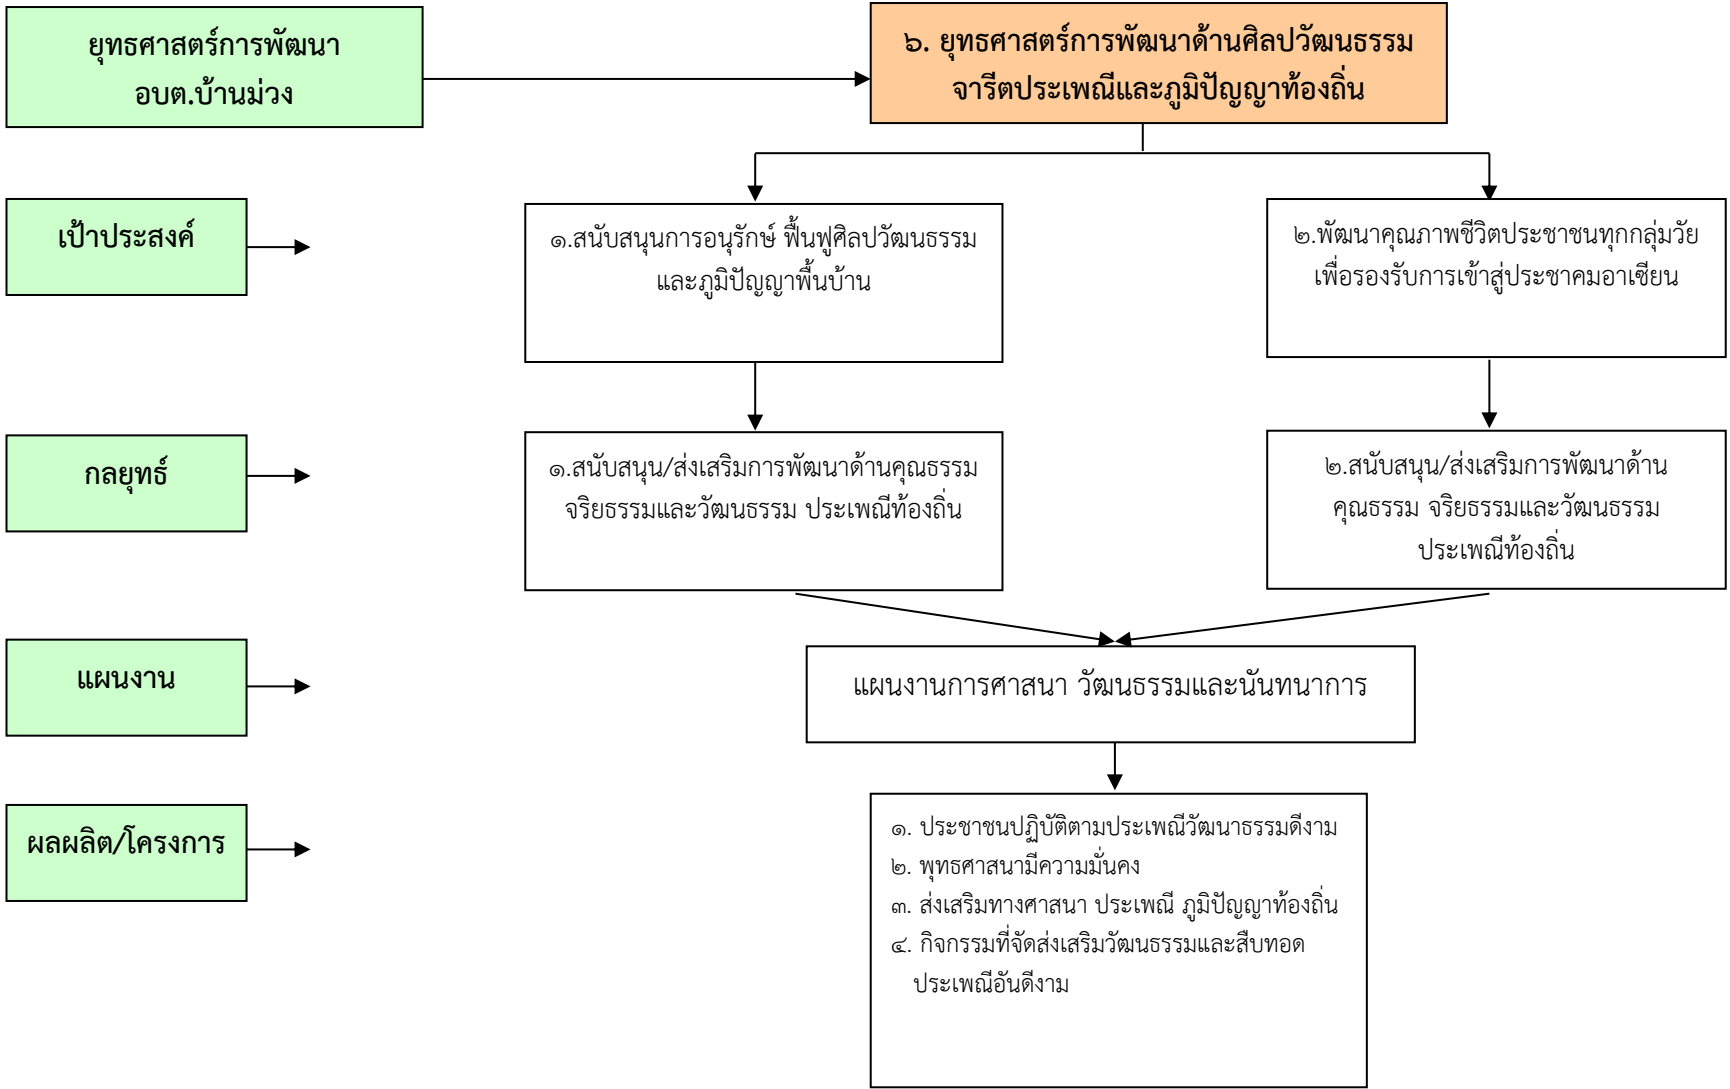 ยุทธศาสตร์การพัฒนา
อบต.บ้านม่วง
๖. ยุทธศาสตร์การพัฒนาด้านศิลปวัฒนธรรม
จารีตประเพณีและภูมิปัญญาท้องถิ่น
เป้าประสงค์
๑.สนับสนุนการอนุรักษ์ ฟื้นฟูศิลปวัฒนธรรม
และภูมิปัญญาพื้นบ้าน
๒.พัฒนาคุณภาพชีวิตประชาชนทุกกลุ่มวัย
เพื่อรองรับการเข้าสู่ประชาคมอาเซียน
กลยุทธ์
๑.สนับสนุน/ส่งเสริมการพัฒนาด้านคุณธรรม
จริยธรรมและวัฒนธรรม ประเพณีท้องถิ่น
๒.สนับสนุน/ส่งเสริมการพัฒนาด้าน
คุณธรรม จริยธรรมและวัฒนธรรม
ประเพณีท้องถิ่น
แผนงาน
แผนงานการศาสนา วัฒนธรรมและนันทนาการ
ผลผลิต/โครงการ
๑. ประชาชนปฏิบัติตามประเพณีวัฒนาธรรมดีงาม
๒. พุทธศาสนามีความมั่นคง
๓. ส่งเสริมทางศาสนา ประเพณี ภูมิปัญญาท้องถิ่น
๔. กิจกรรมที่จัดส่งเสริมวัฒนธรรมและสืบทอด
ประเพณีอันดีงาม